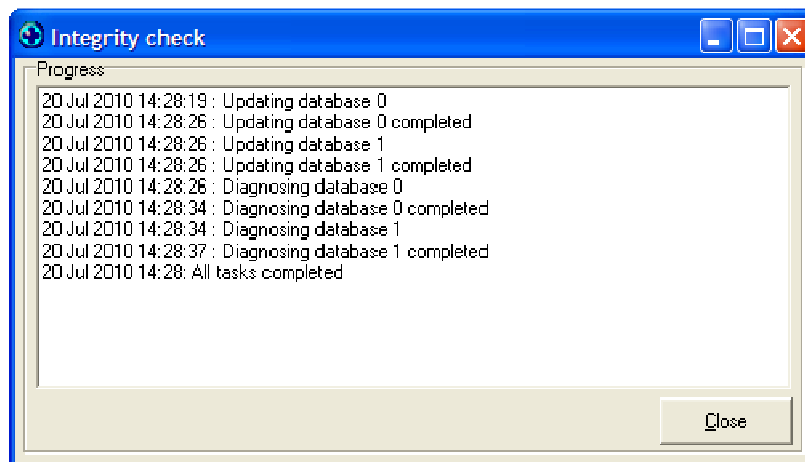 Integrity check
Progress
20 Jul 2010 14:28:19 : Updating database 0
20 Jul 2010 14:28:26 : Updating database 0 completed
20 Jul 2010 14:28:26 : Updating database 1
20 Jul 2010 14:28:26 : Updating database 1 completed
20 Jul 2010 14:28:26 : Diagnosing database 0
20 Jul 2010 14:28:34 : Diagnosing database 0 completed
20 Jul 2010 14:28:34 : Diagnosing database 1
20 Jul 2010 14:28:37 : Diagnosing database 1 completed
20 Jul 2010 14:28: All tasks completed
Close